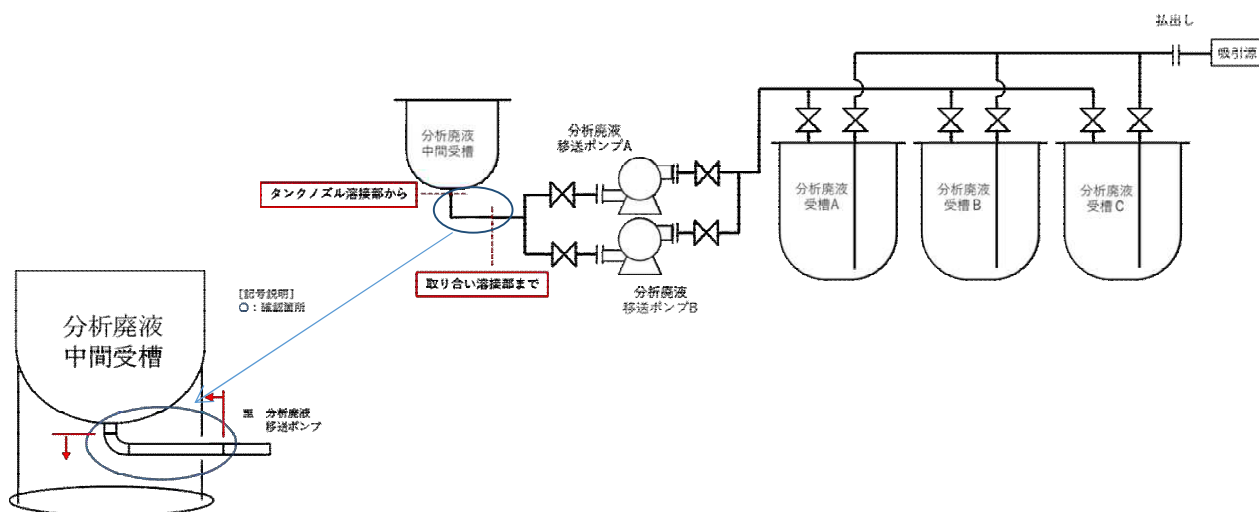 払出し
吸引源
分析廃液
中間受槽
分析廃液
移送ポンプA
タンクノズル溶接部から
分析廃液
受槽A
分析廃液
受槽B
分析廃液
受槽C
取り合い溶接部まで
分析廃液
移送ポンプB
[記号説明]
○：確認箇所
分析廃液
中間受槽
至 分析廃液
移送ポンプ